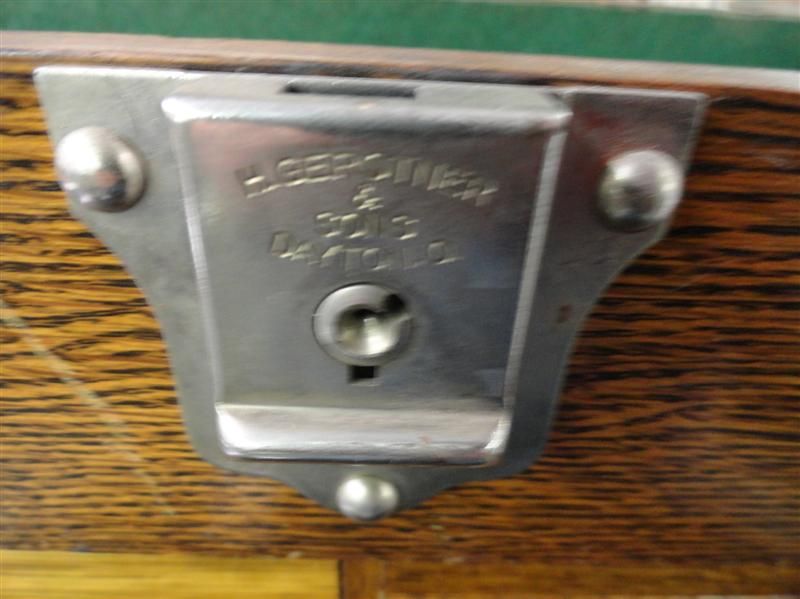 H. GERSTNER
&
SONS
DAYTON. O.